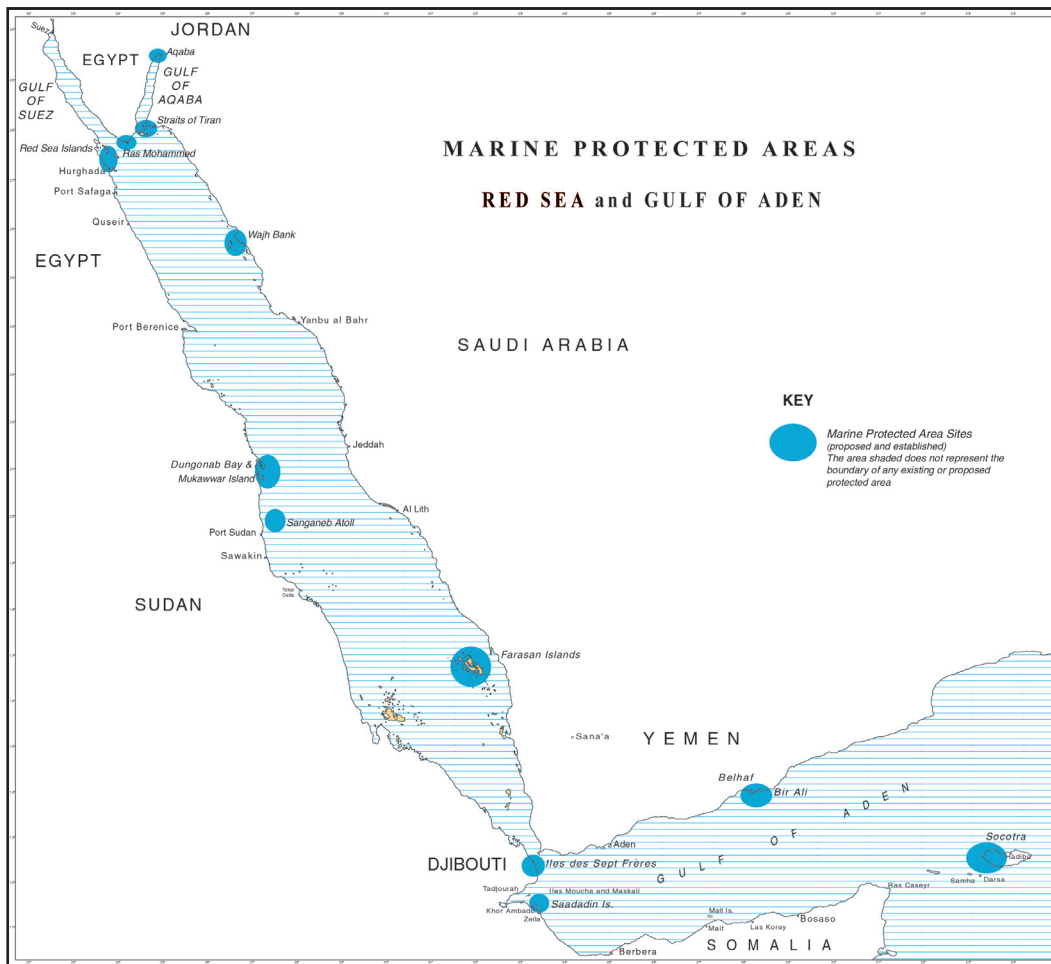 Suez
JORDAN
EGYPT
Aqaba
GULF
OF
AQABA
GULF
OF
SUEZ
Straits of Tiran
Red Sea Islands
Ras Mohammed
Hurghada
Port Safaga
Quseir
EGYPT
Wajh Bank
MARINE PROTECTED AREAS
RED SEA and GULF OF ADEN
Port Berenice
Yanbu al Bahr
SAUDI ARABIA
KEY
Marine Protected Area Sites
(proposed and established)
The area shaded does not represent the
boundary of any existing or proposed
protected area
Jeddah
Dungonab Bay &
Mukawwar Island
Al Lith
Sanganeb Atoll
Port Sudan
Sawakin
Toker
Delta
SUDAN
Farasan Islands
Sana'a
YEMEN
Belhaf
Bir Ali
GULF OF ADEN
Socotra
Hadibo
Aden
DJIBOUTI
Iles des Sept Frères
Samha
Darsa
Ras Caseyr
Tadjourah
Iles Moucha and Maskali
Saadadin Is.
Khor Ambado
Zeila
Mait Is.
Mait
Las Korey
Bosaso
Berbera
SOMALIA